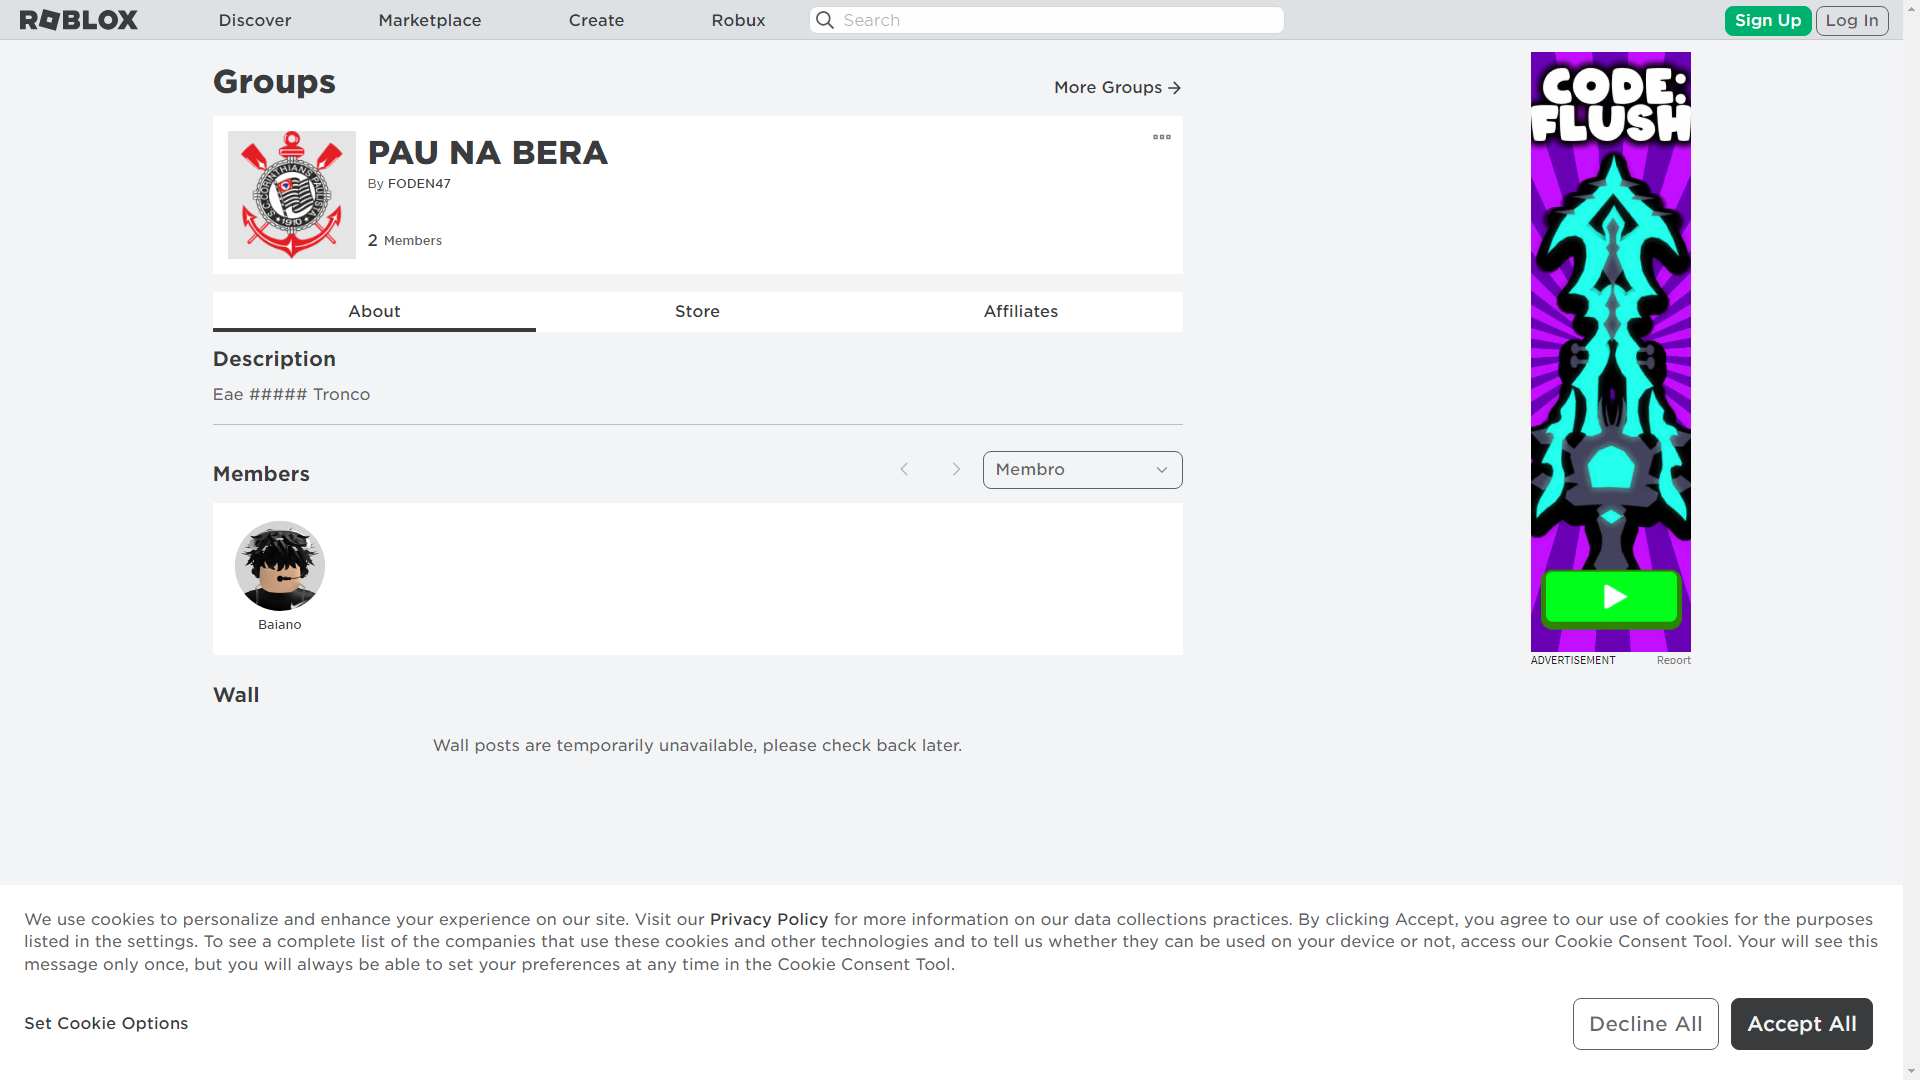 ROBLOX
Discover
Marketplace
Create
Robux
Search
Sign Up
Log In
Groups
More Groups
S.C. CORINTHIANS PAULISTA
1910
PAU NA BERA
By FODEN47
2 Members
About
Store
Affiliates
Description
Eae ##### Tronco
Members
Membro
Baiano
Wall
Wall posts are temporarily unavailable, please check back later.
CODE:
FLUSH
ADVERTISEMENT
Report
We use cookies to personalize and enhance your experience on our site. Visit our Privacy Policy for more information on our data collections practices. By clicking Accept, you agree to our use of cookies for the purposes
listed in the settings. To see a complete list of the companies that use these cookies and other technologies and to tell us whether they can be used on your device or not, access our Cookie Consent Tool. Your will see this
message only once, but you will always be able to set your preferences at any time in the Cookie Consent Tool.
Set Cookie Options
Decline All
Accept All